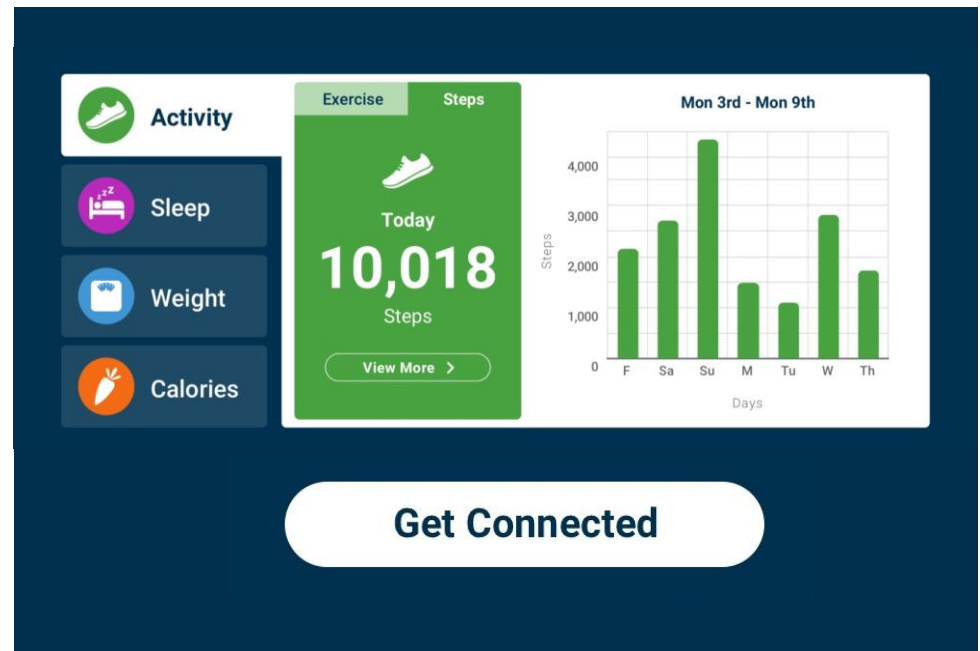 Activity
Sleep
Weight
Calories
Exercise
Steps
Today
10,018
Steps
View More >
Mon 3rd - Mon 9th
Steps
4,000
3,000
2,000
1,000
0
F Sa Su M Tu W Th
Days
Get Connected